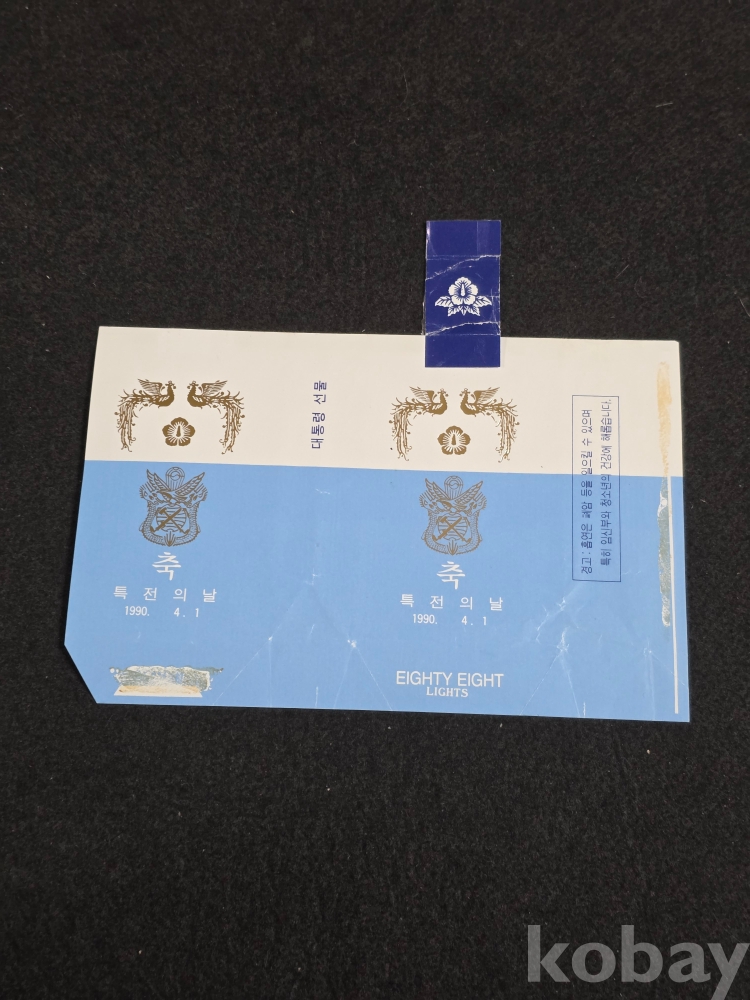 대통령 선물
축
특전의 날
1990. 4. 1
축
특전의 날
1990. 4. 1
EIGHTY EIGHT
LIGHTS
경고: 흡연은 폐암 등을 일으킬 수 있으며
특히 임신부와 청소년의 건강에 해롭습니다.
kobay